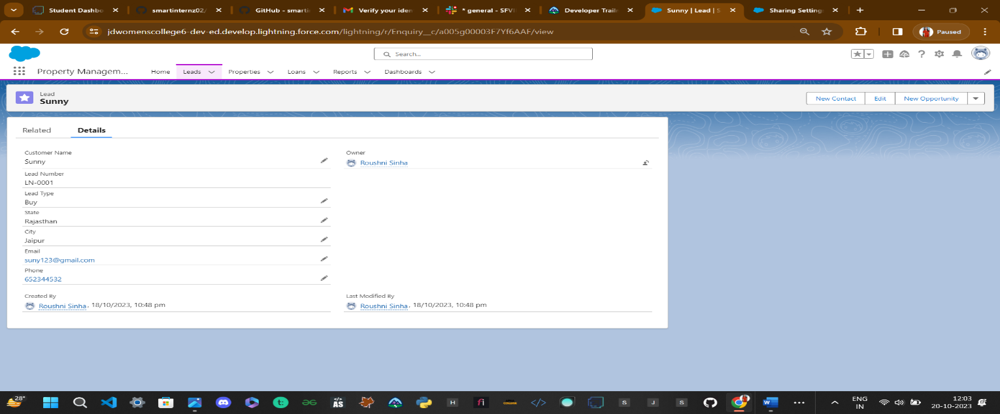 Student Dashbo
smartinternz02/
GitHub - smarti
Verify your iden
* general - SFVI
Developer Trailr
Sunny | Lead | S
Sharing Settings
jdwomenscollege6-dev-ed.develop.lightning.force.com/lightning/r/Enquiry__c/a005g00003F7Yf6AAF/view
Paused
Search...
Property Managem...
Home
Leads
Properties
Loans
Reports
Dashboards
Lead
Sunny
New Contact
Edit
New Opportunity
Related
Details
Customer Name
Sunny
Owner
Roushni Sinha
Lead Number
LN-0001
Lead Type
Buy
State
Rajasthan
City
Jaipur
Email
suny123@gmail.com
Phone
652344532
Created By
Roushni Sinha, 18/10/2023, 10:48 pm
Last Modified By
Roushni Sinha, 18/10/2023, 10:48 pm
28°
AS
H
fi
S
J
S
ENG
IN
12:03
20-10-2023